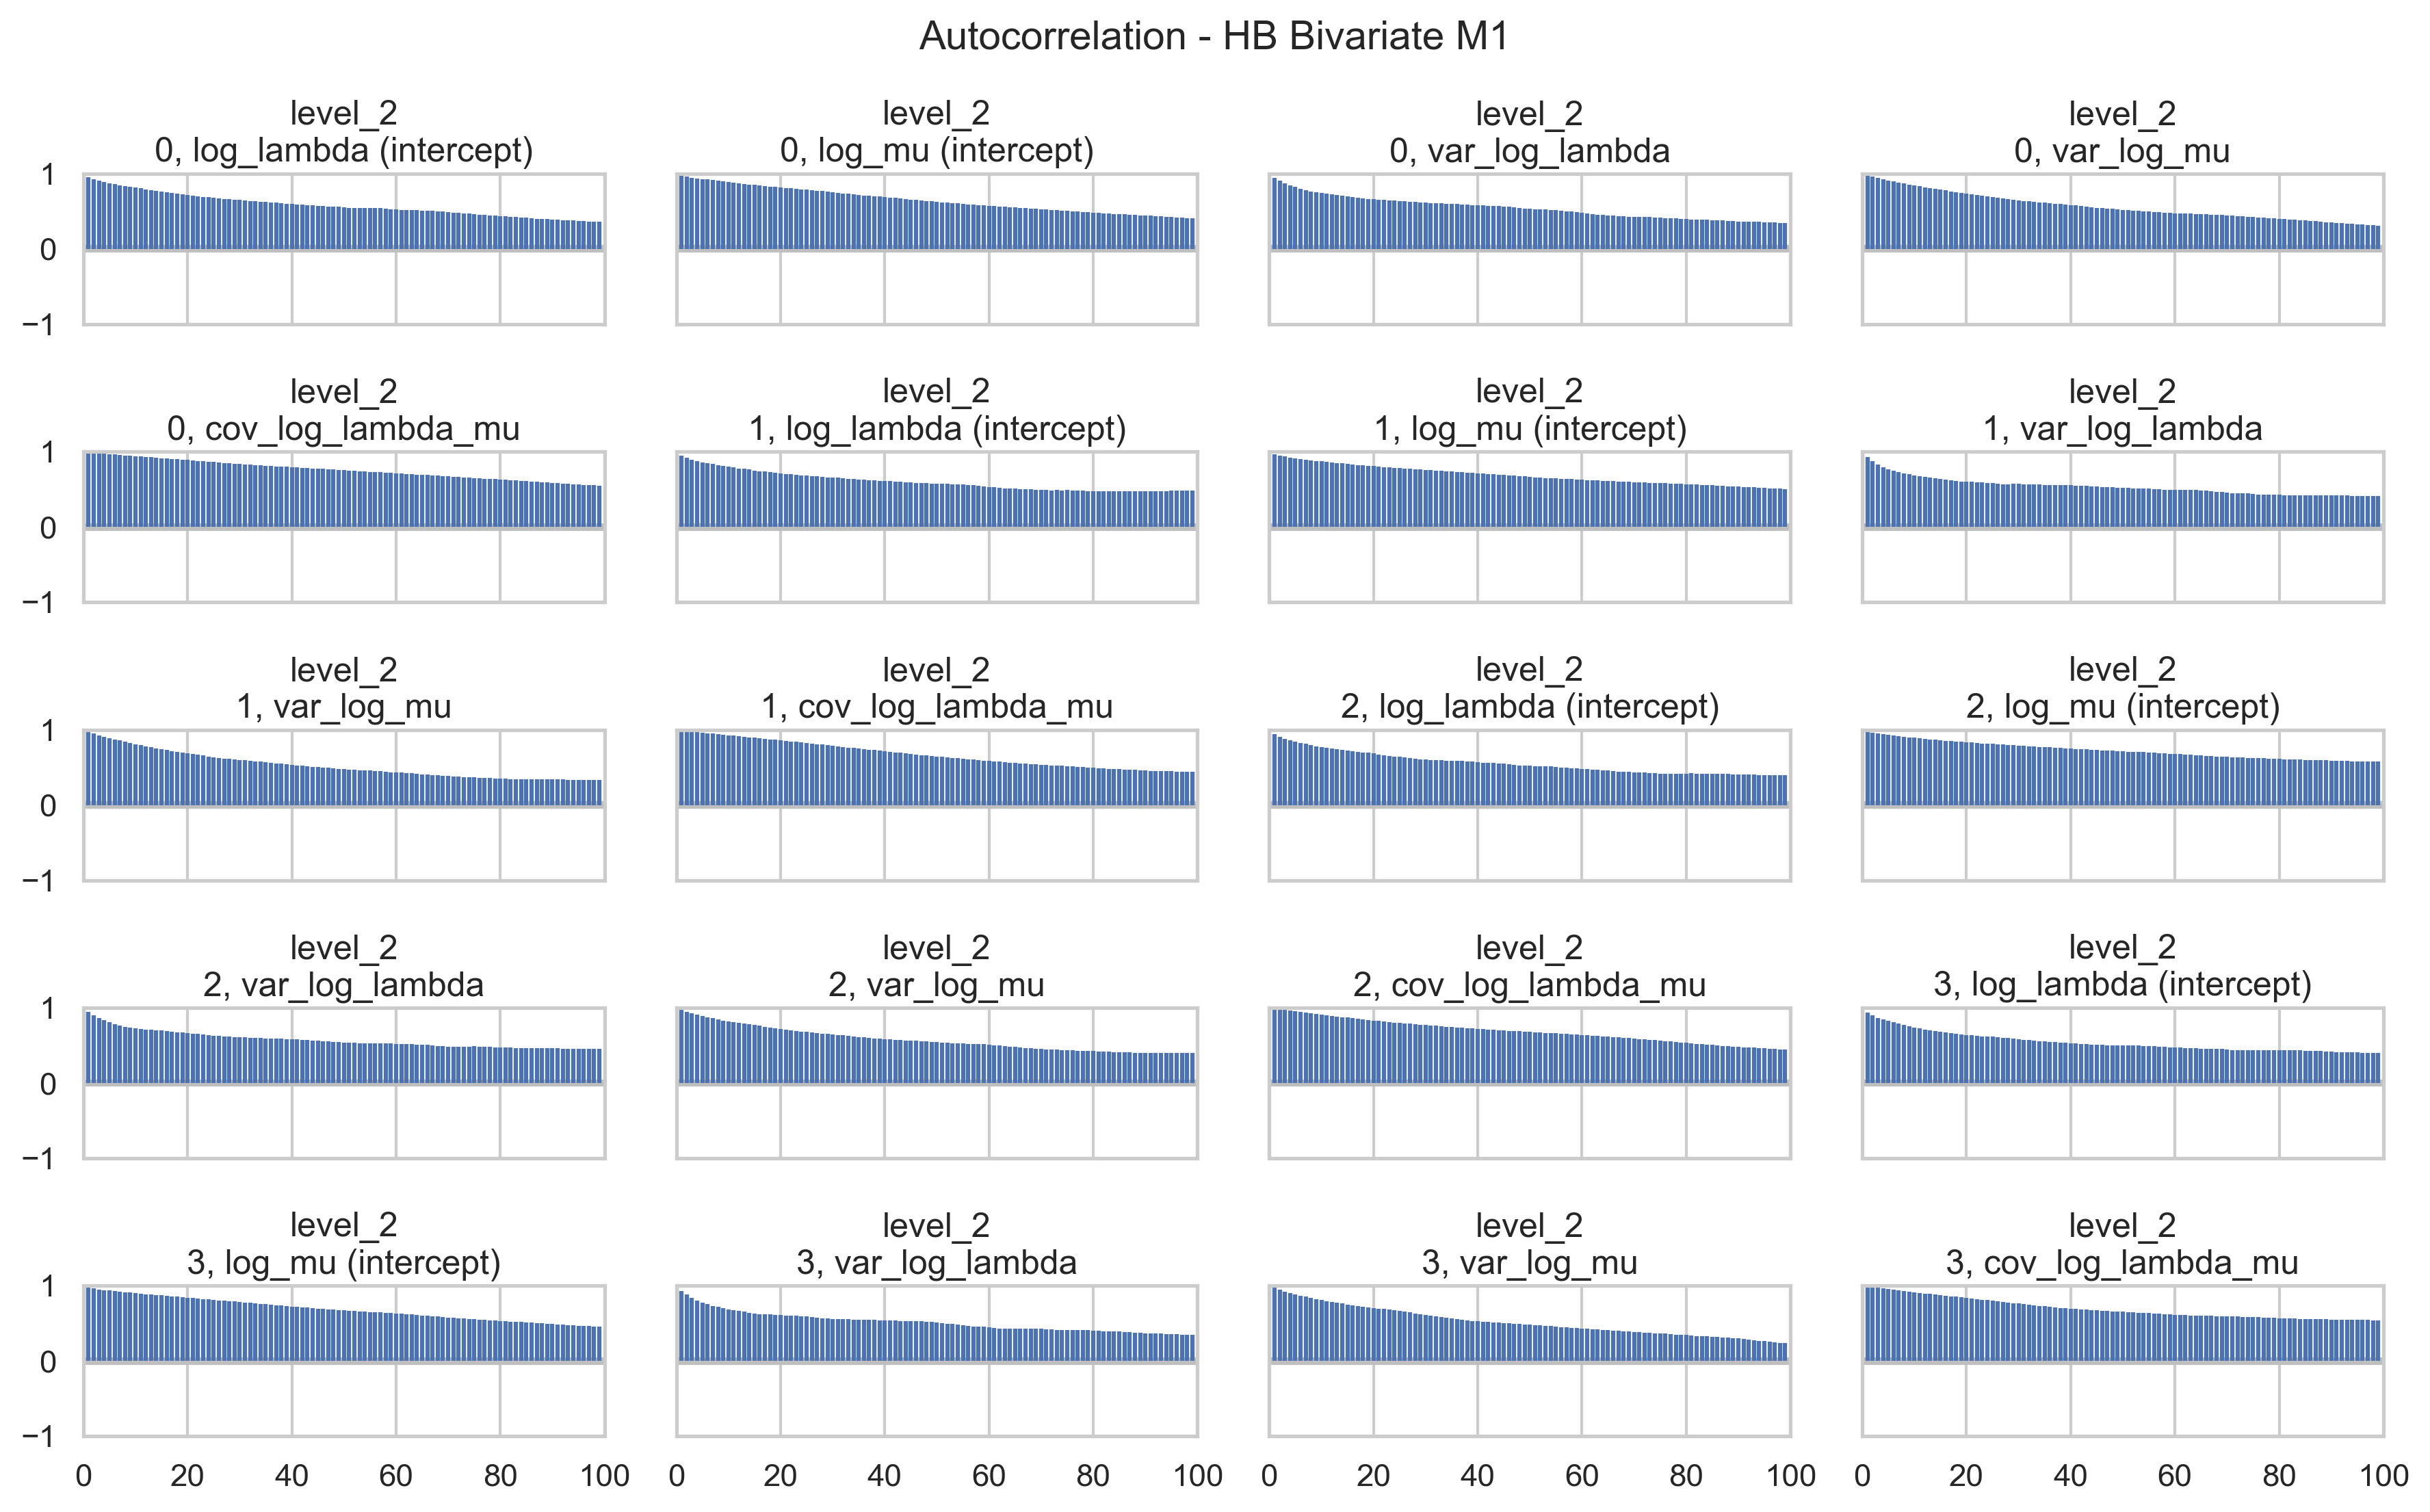 Autocorrelation - HB Bivariate M1
level_2
0, log_lambda (intercept)
level_2
0, log_mu (intercept)
level_2
0, var_log_lambda
level_2
0, var_log_mu
1
0
−1
level_2
0, cov_log_lambda_mu
level_2
1, log_lambda (intercept)
level_2
1, log_mu (intercept)
level_2
1, var_log_lambda
1
0
−1
level_2
1, var_log_mu
level_2
1, cov_log_lambda_mu
level_2
2, log_lambda (intercept)
level_2
2, log_mu (intercept)
1
0
−1
level_2
2, var_log_lambda
level_2
2, var_log_mu
level_2
2, cov_log_lambda_mu
level_2
3, log_lambda (intercept)
1
0
−1
level_2
3, log_mu (intercept)
level_2
3, var_log_lambda
level_2
3, var_log_mu
level_2
3, cov_log_lambda_mu
1
0
−1
0 20 40 60 80 100
0 20 40 60 80 100
0 20 40 60 80 100
0 20 40 60 80 100